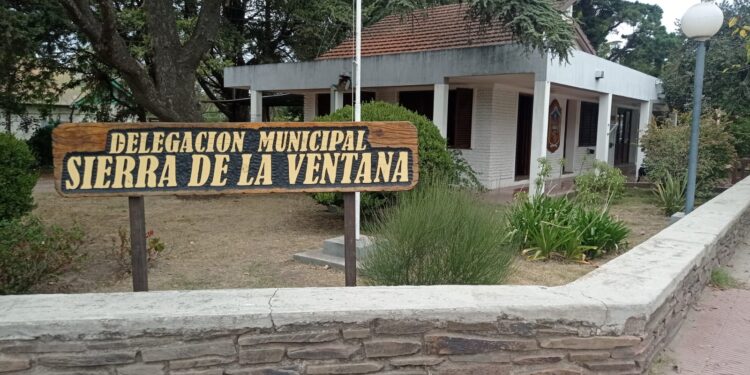 DELEGACION MUNICIPAL
SIERRA DE LA VENTANA